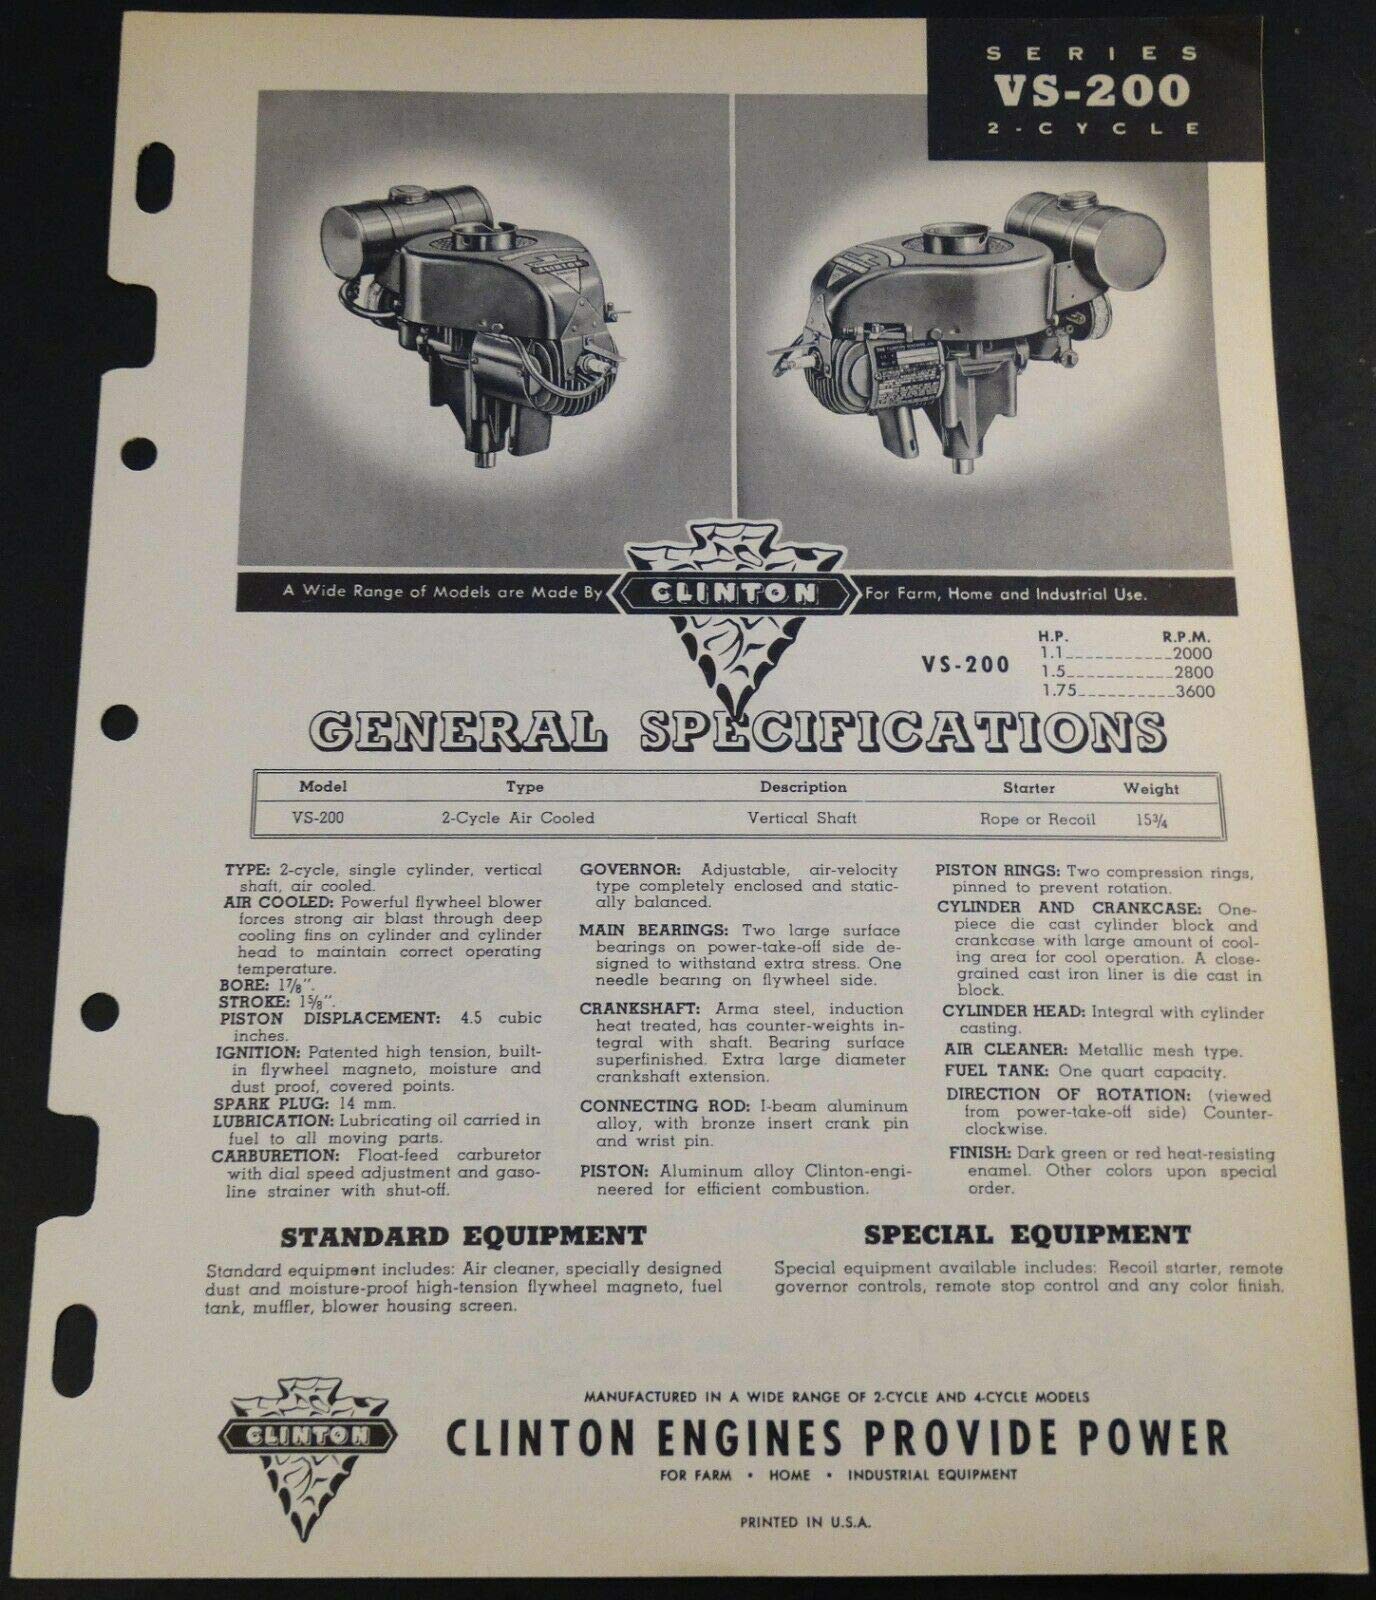 SERIES
VS-200
2-CYCLE
CLINTON
A Wide Range of Models are Made By
CLINTON
For Farm, Home and Industrial Use.
VS-200
H.P. R.P.M.
1.1 2000
1.5 2800
1.75 3600
GENERAL SPECIFICATIONS
Model Type Description Starter Weight
VS-200 2-Cycle Air Cooled Vertical Shaft Rope or Recoil 15¾
TYPE: 2-cycle, single cylinder, vertical
shaft, air cooled.
AIR COOLED: Powerful flywheel blower
forces strong air blast through deep
cooling fins on cylinder and cylinder
head to maintain correct operating
temperature.
BORE: 1⅞".
STROKE: 1⅝".
PISTON DISPLACEMENT: 4.5 cubic
inches.
IGNITION: Patented high tension, built-
in flywheel magneto, moisture and
dust proof, covered points.
SPARK PLUG: 14 mm.
LUBRICATION: Lubricating oil carried in
fuel to all moving parts.
CARBURETION: Float-feed carburetor
with dial speed adjustment and gaso-
line strainer with shut-off.
GOVERNOR: Adjustable, air-velocity
type completely enclosed and static-
ally balanced.
MAIN BEARINGS: Two large surface
bearings on power-take-off side de-
signed to withstand extra stress. One
needle bearing on flywheel side.
CRANKSHAFT: Arma steel, induction
heat treated, has counter-weights in-
tegral with shaft. Bearing surface
superfinished. Extra large diameter
crankshaft extension.
CONNECTING ROD: I-beam aluminum
alloy, with bronze insert crank pin
and wrist pin.
PISTON: Aluminum alloy Clinton-engi-
neered for efficient combustion.
PISTON RINGS: Two compression rings,
pinned to prevent rotation.
CYLINDER AND CRANKCASE: One-
piece die cast cylinder block and
crankcase with large amount of cool-
ing area for cool operation. A close-
grained cast iron liner is die cast in
block.
CYLINDER HEAD: Integral with cylinder
casting.
AIR CLEANER: Metallic mesh type.
FUEL TANK: One quart capacity.
DIRECTION OF ROTATION: (viewed
from power-take-off side) Counter-
clockwise.
FINISH: Dark green or red heat-resisting
enamel. Other colors upon special
order.
STANDARD EQUIPMENT
Standard equipment includes: Air cleaner, specially designed
dust and moisture-proof high-tension flywheel magneto, fuel
tank, muffler, blower housing screen.
SPECIAL EQUIPMENT
Special equipment available includes: Recoil starter, remote
governor controls, remote stop control and any color finish.
CLINTON
MANUFACTURED IN A WIDE RANGE OF 2-CYCLE AND 4-CYCLE MODELS
CLINTON ENGINES PROVIDE POWER
FOR FARM • HOME • INDUSTRIAL EQUIPMENT
PRINTED IN U.S.A.